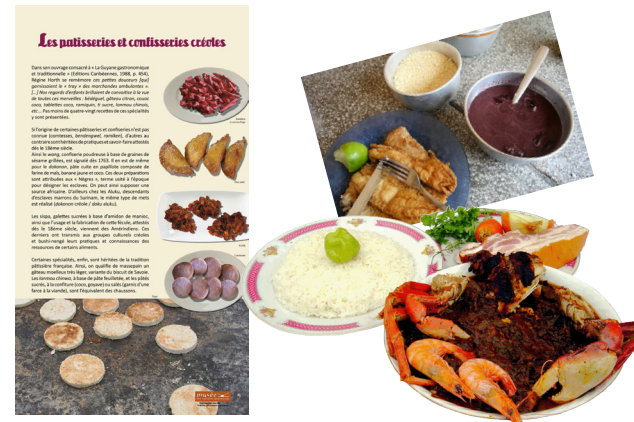 Les patisseries et confisseries créoles
Dans son ouvrage consacré à « La Guyane gastronomique
et traditionnelle » (Editions Caribéennes, 1988, p. 454),
Régine Horth se remémore ces petites douceurs [qui]
garnissaient le « tray » des marchandes ambulantes ».
[...] Nos regards d'enfants brillaient de convoitise à la vue
de toutes ces merveilles : bédéguel, gâteau citron, couac
coco, tablettes coco, ramiquin, ti sucre, lanmou chinois,
etc... Pas moins de quatre-vingt recettes de ces spécialités
y sont présentées.
Si l'origine de certaines pâtisseries et confiseries n'est pas
connue (comtesses, bendengwel, ramiken), d'autres au
contraire sont héritées de pratiques et savoir-faire attestés
dès le 18ème siècle.
Ainsi le wang, confiserie poudreuse à base de graines de
sésame grillées, est signalé dès 1763. Il en est de même
pour le dokonon, pâte cuite en papillote composée de
farine de maïs, banane jaune et coco. Ces deux préparations
sont attribuées aux « Nègres », terme usité à l'époque
pour désigner les esclaves. On peut ainsi supposer une
source africaine. D'ailleurs chez les Aluku, descendants
d'esclaves marrons du Surinam, le même type de mets
est réalisé (dokonon créole / doku aluku).
Les sispa, galettes sucrées à base d'amidon de manioc,
ainsi que l'usage et la fabrication de cette fécule, attestés
dès le 18ème siècle, viennent des Amérindiens. Ces
derniers ont transmis aux groupes culturels créoles
et bushi-nengé leurs pratiques et connaissances des
ressources de certains aliments.
Certaines spécialités, enfin, sont héritées de la tradition
pâtissière française. Ainsi, on qualifie de massepain un
gâteau moelleux très léger, variante du biscuit de Savoie.
Les lanmou chinwa, à base de pâte feuilletée, et les pâtés
sucrés, à la confiture (coco, goyave) ou salés (garnis d'une
farce à la viande), sont l'équivalent des chaussons.
musée